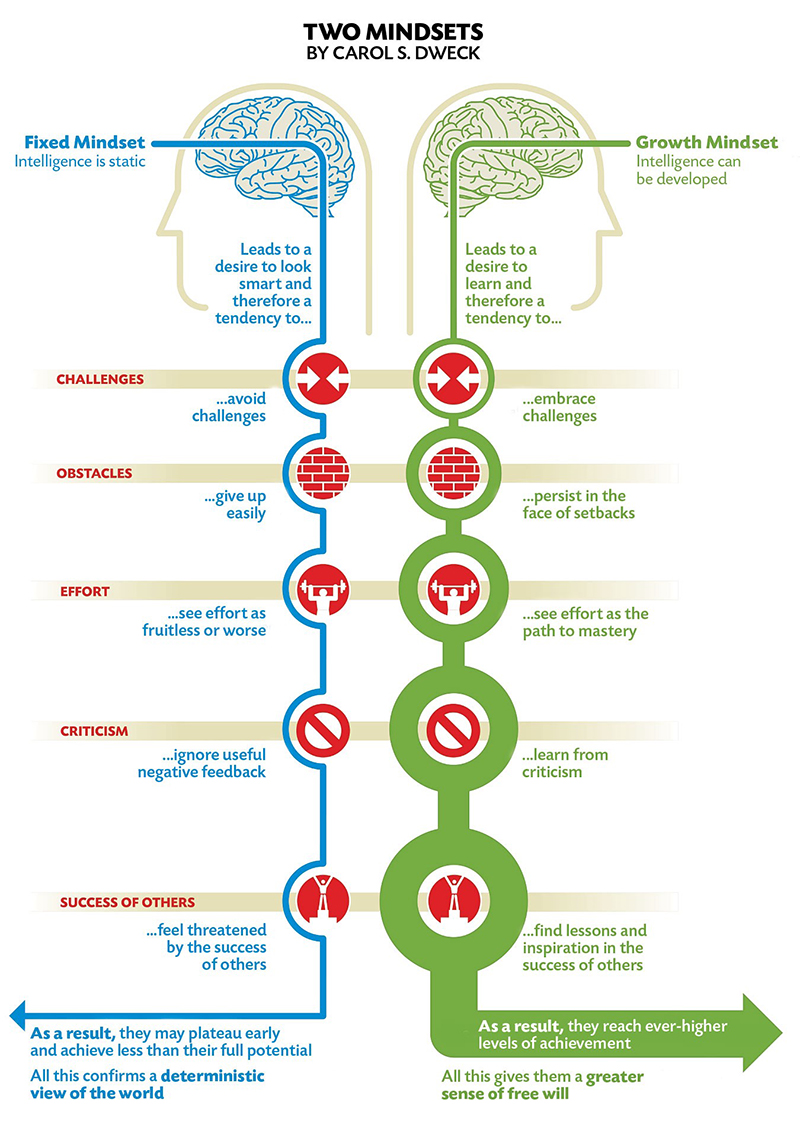 TWO MINDSETS
BY CAROL S. DWECK
Fixed Mindset
Intelligence is static
Growth Mindset
Intelligence can
be developed
Leads to a
desire to look
smart and
therefore a
tendency to...
Leads to a
desire to
learn and
therefore a
tendency to...
CHALLENGES
...avoid
challenges
...embrace
challenges
OBSTACLES
...give up
easily
...persist in the
face of setbacks
EFFORT
...see effort as
fruitless or worse
...see effort as the
path to mastery
CRITICISM
...ignore useful
negative feedback
...learn from
criticism
SUCCESS OF OTHERS
...feel threatened
by the success
of others
...find lessons and
inspiration in the
success of others
As a result, they may plateau early
and achieve less than their full potential
All this confirms a deterministic
view of the world
As a result, they reach ever-higher
levels of achievement
All this gives them a greater
sense of free will